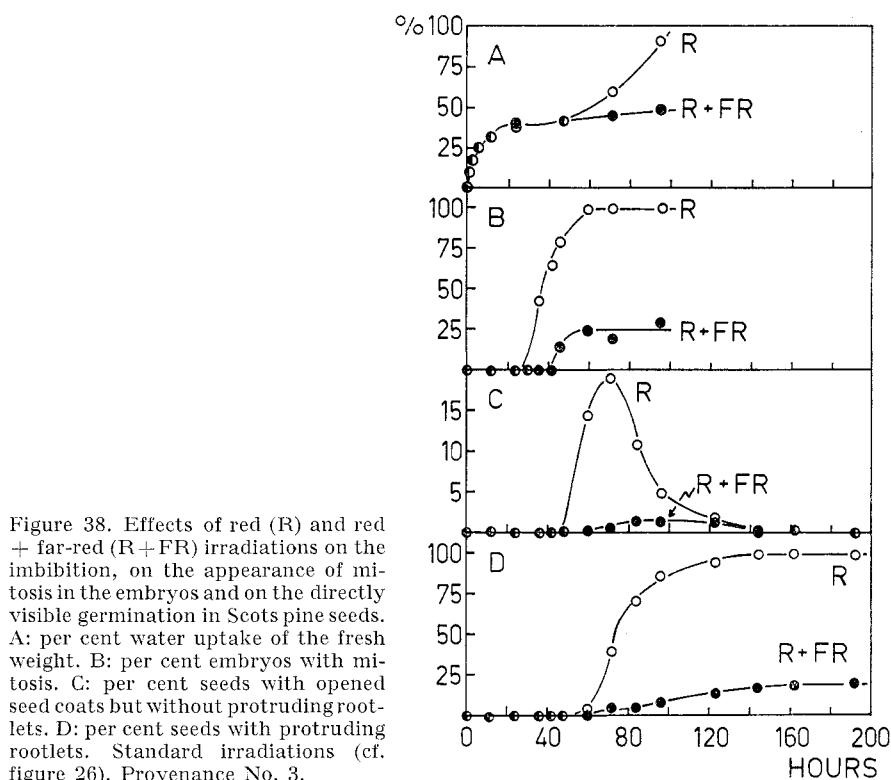 % 100
75
50
25
A
R
R+FR
100
75
50
25
B
R
R+FR
15
10
5
C
R
R+FR
100
75
50
25
D
R
R+FR
0 40 80 120 160 200
HOURS
Figure 38. Effects of red (R) and red
+ far-red (R+FR) irradiations on the
imbibition, on the appearance of mi-
tosis in the embryos and on the directly
visible germination in Scots pine seeds.
A: per cent water uptake of the fresh
weight. B: per cent embryos with mi-
tosis. C: per cent seeds with opened
seed coats but without protruding root-
lets. D: per cent seeds with protruding
rootlets. Standard irradiations (cf.
figure 26). Provenance No. 3.